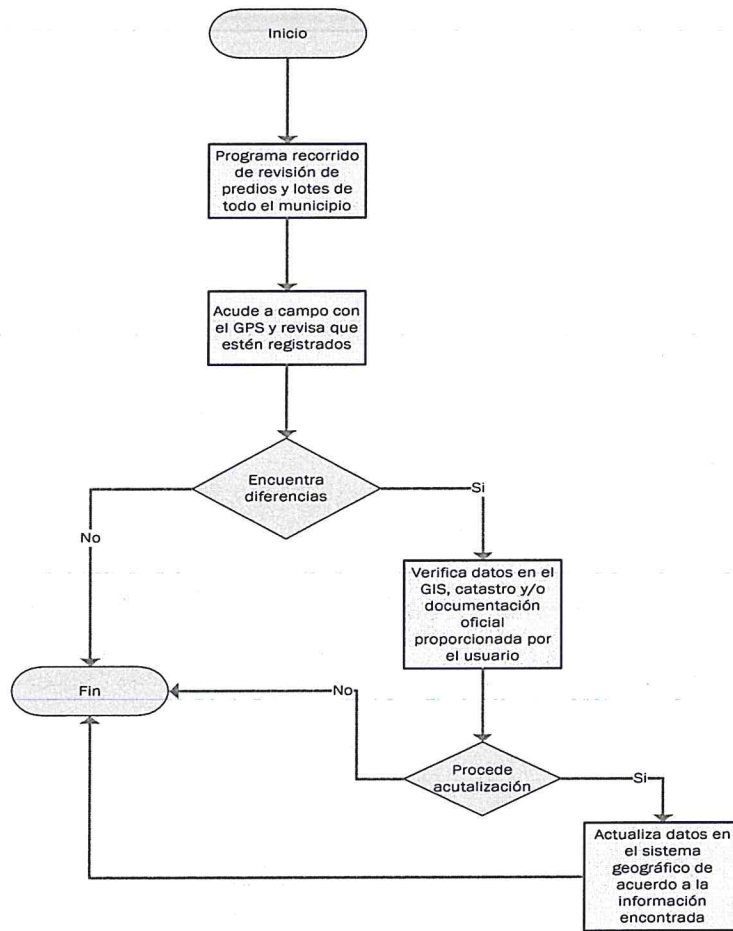 Inicio
Programa recorrido
de revisión de
predios y lotes de
todo el municipio
Acude a campo con
el GPS y revisa que
estén registrados
Encuentra
diferencias
Si
No
Verifica datos en el
GIS, catastro y/o
documentación
oficial
proporcionada por
el usuario
Fin
No
Procede
acutalización
Si
Actualiza datos en
el sistema
geográfico de
acuerdo a la
información
encontrada